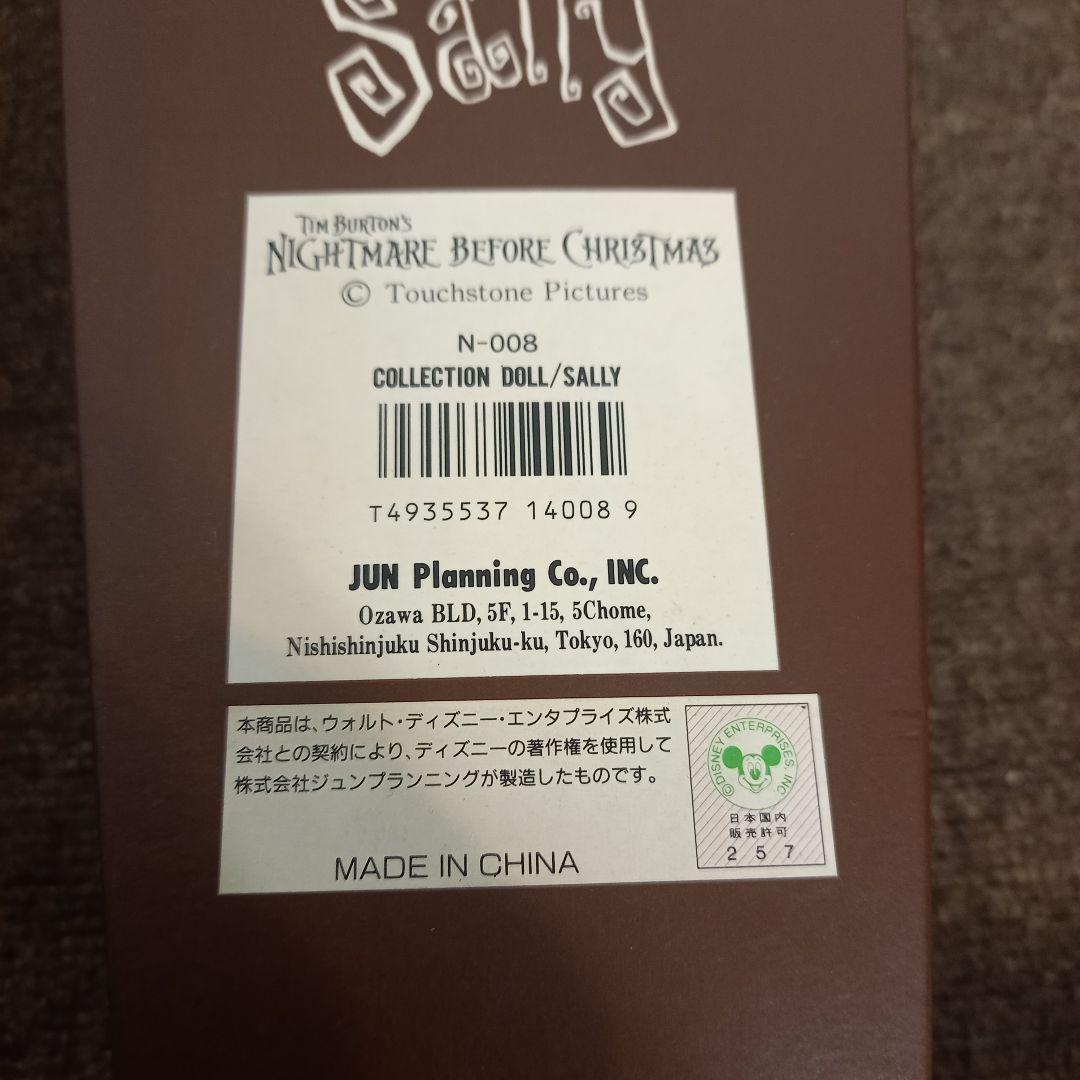 Sally
TIM BURTON'S
NIGHTMARE BEFORE CHRISTMAS
© Touchstone Pictures
N-008
COLLECTION DOLL/SALLY
T4935537 14008 9
JUN Planning Co., INC.
Ozawa BLD, 5F, 1-15, 5Chome,
Nishishinjuku Shinjuku-ku, Tokyo, 160, Japan.
本商品は、ウォルト・ディズニー・エンタプライズ株式
会社との契約により、ディズニーの著作権を使用して
株式会社ジュンプランニングが製造したものです。
MADE IN CHINA
©DISNEY ENTERPRISES, INC.
日本国内
販売許可
257